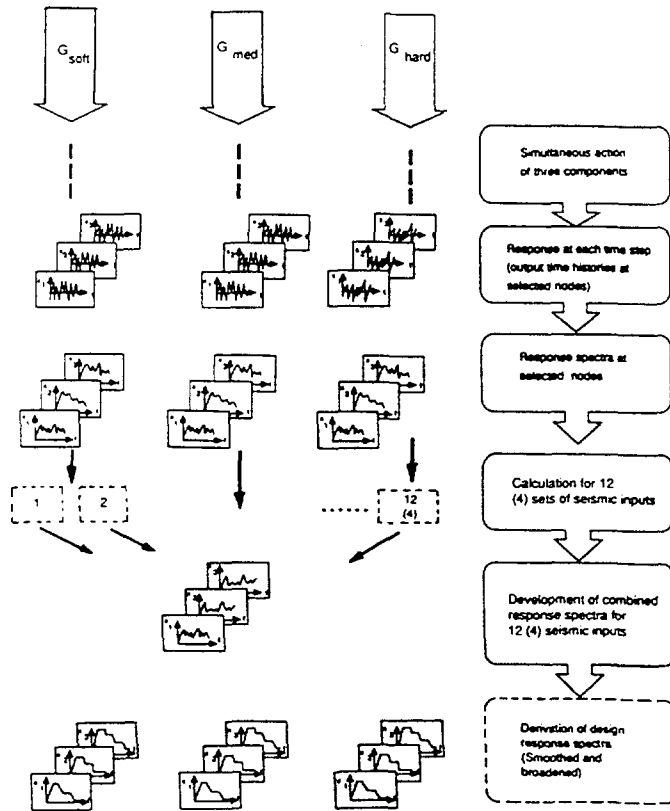 G soft
G med
G hard
Simultaneous action
of three components
Response at each time step
(output time histories at
selected nodes)
Response spectra at
selected nodes
1
2
12
(4)
Calculation for 12
(4) sets of seismic inputs
Development of combined
response spectra for
12 (4) seismic inputs
Derivation of design
response spectra
(Smoothed and
broadened)